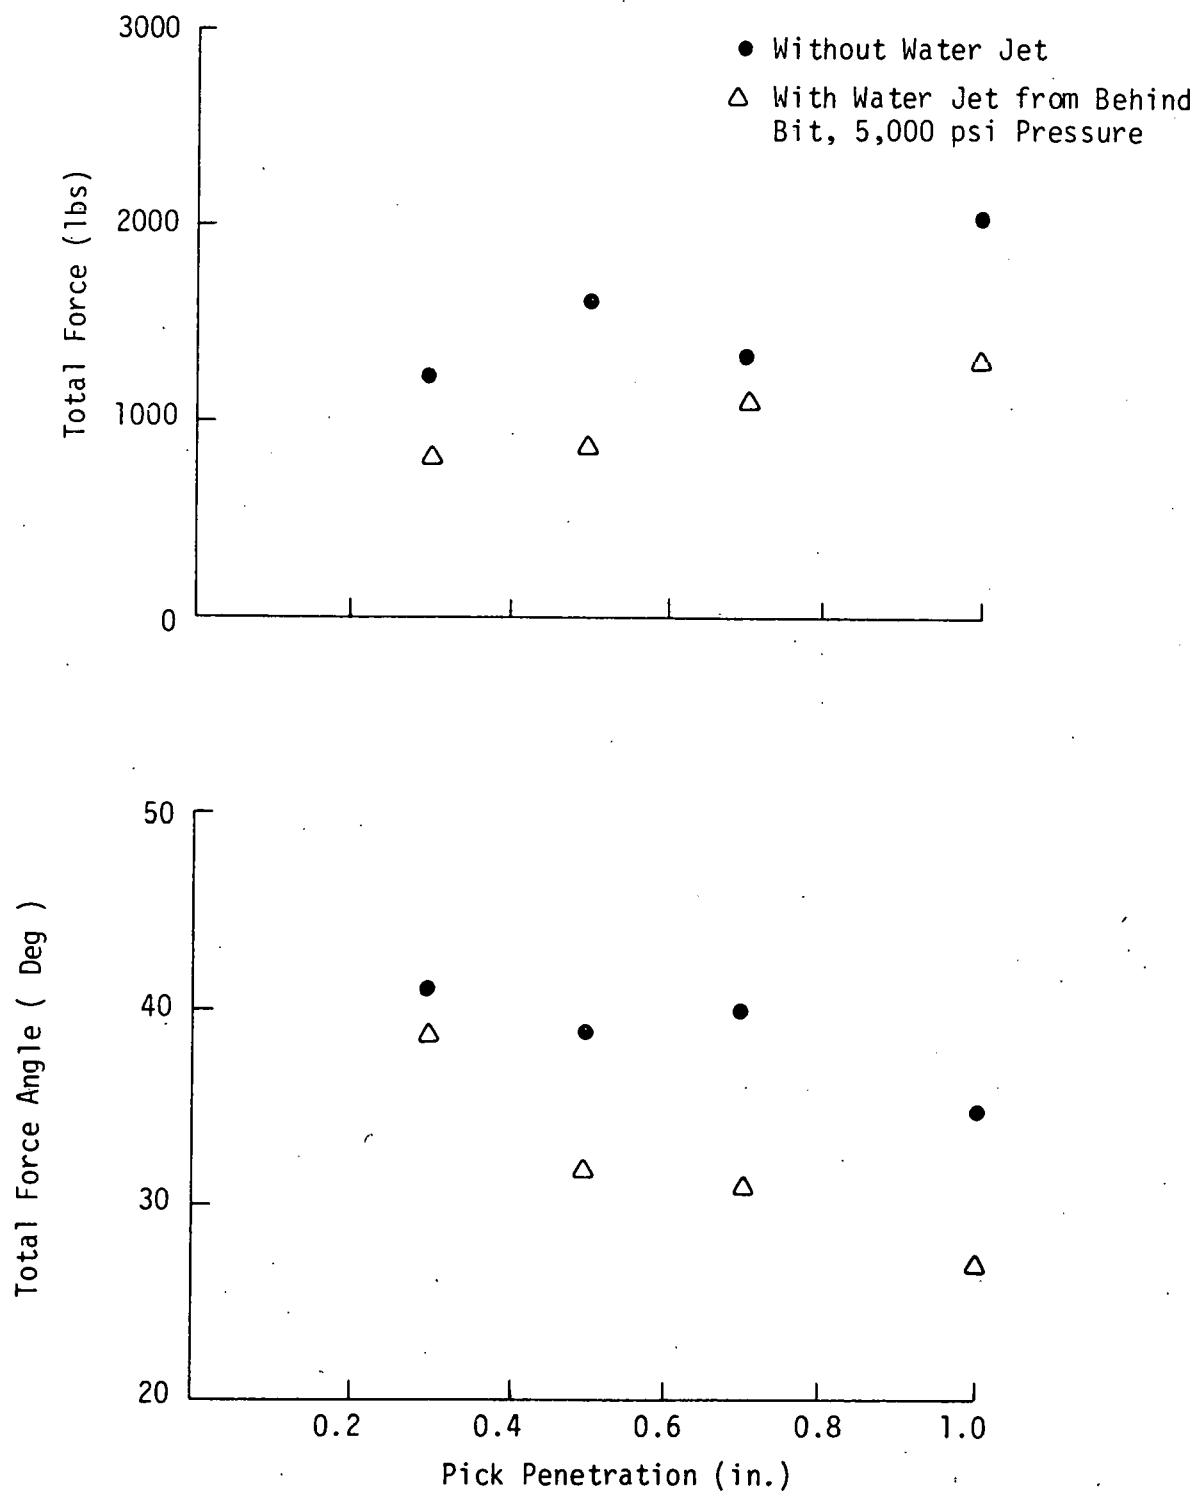 3000
● Without Water Jet
△ With Water Jet from Behind
Bit, 5,000 psi Pressure
Total Force (lbs)
2000
1000
0
50
Total Force Angle ( Deg )
40
30
20
0.2 0.4 0.6 0.8 1.0
Pick Penetration (in.)